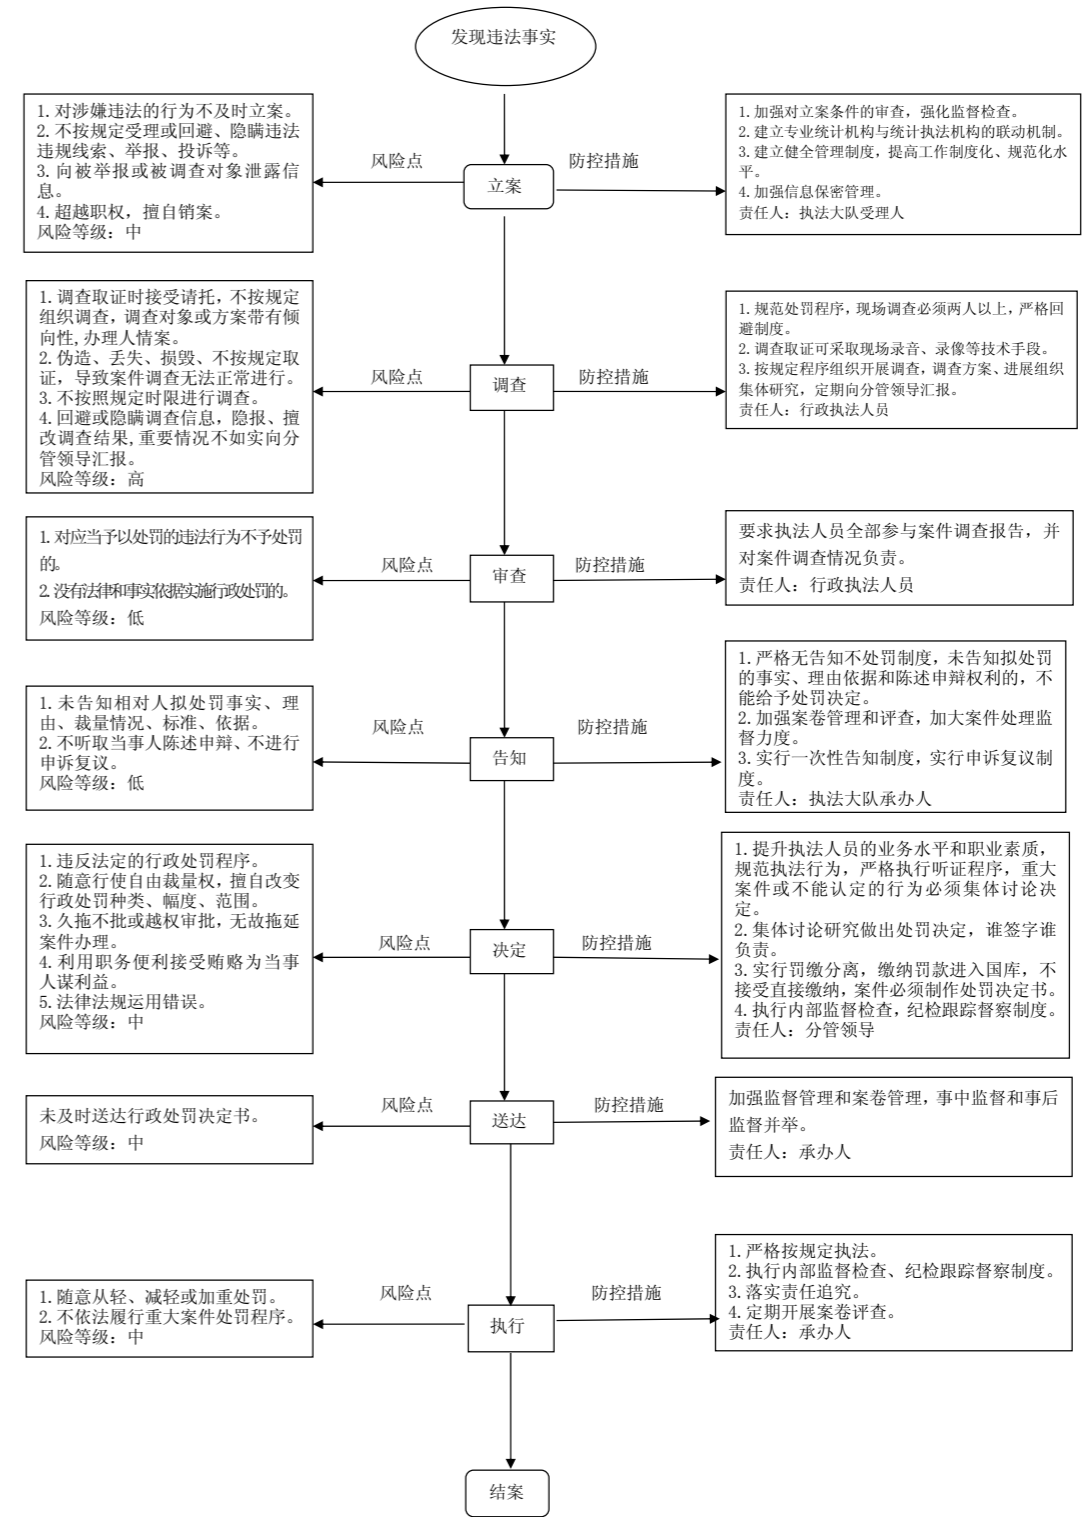 发现违法事实
1. 对涉嫌违法的行为不及时立案。
2. 不按规定受理或回避、隐瞒违法
违规线索、举报、投诉等。
3. 向被举报或被调查对象泄露信
息。
4. 超越职权，擅自销案。
风险等级：中
风险点
立案
防控措施
1. 加强对立案条件的审查，强化监督检查。
2. 建立专业统计机构与统计执法机构的联动机制。
3. 建立健全管理制度，提高工作制度化、规范化水
平。
4. 加强信息保密管理。
责任人：执法大队受理人
1. 调查取证时接受请托，不按规定
组织调查，调查对象或方案带有倾
向性,办理人情案。
2. 伪造、丢失、损毁、不按规定取
证，导致案件调查无法正常进行。
3. 不按照规定时限进行调查。
4. 回避或隐瞒调查信息，隐报、擅
改调查结果,重要情况不如实向分
管领导汇报。
风险等级：高
风险点
调查
防控措施
1. 规范处罚程序，现场调查必须两人以上，严格回
避制度。
2. 调查取证可采取现场录音、录像等技术手段。
3. 按规定程序组织开展调查，调查方案、进展组织
集体研究，定期向分管领导汇报。
责任人：行政执法人员
1. 对应当予以处罚的违法行为不予处罚
的。
2. 没有法律和事实依据实施行政处罚的。
风险等级：低
风险点
审查
防控措施
要求执法人员全部参与案件调查报告，并
对案件调查情况负责。
责任人：行政执法人员
1. 未告知相对人拟处罚事实、理
由、裁量情况、标准、依据。
2. 不听取当事人陈述申辩、不进行
申诉复议。
风险等级：低
风险点
告知
防控措施
1. 严格无告知不处罚制度，未告知拟处罚
的事实、理由依据和陈述申辩权利的，不
能给予处罚决定。
2. 加强案卷管理和评查，加大案件处理监
督力度。
3. 实行一次性告知制度，实行申诉复议制
度。
责任人：执法大队承办人
1. 违反法定的行政处罚程序。
2. 随意行使自由裁量权，擅自改变
行政处罚种类、幅度、范围。
3. 久拖不批或越权审批，无故拖延
案件办理。
4. 利用职务便利接受贿赂为当事
人谋利益。
5. 法律法规运用错误。
风险等级：中
风险点
决定
防控措施
1. 提升执法人员的业务水平和职业素质，
规范执法行为，严格执行听证程序，重大
案件或不能认定的行为必须集体讨论决
定。
2. 集体讨论研究做出处罚决定，谁签字谁
负责。
3. 实行罚缴分离，缴纳罚款进入国库，不
接受直接缴纳，案件必须制作处罚决定书。
4. 执行内部监督检查，纪检跟踪督察制度。
责任人：分管领导
未及时送达行政处罚决定书。
风险等级：中
风险点
送达
防控措施
加强监督管理和案卷管理，事中监督和事后
监督并举。
责任人：承办人
1. 随意从轻、减轻或加重处罚。
2. 不依法履行重大案件处罚程序。
风险等级：中
风险点
执行
防控措施
1. 严格按规定执法。
2. 执行内部监督检查、纪检跟踪督察制度。
3. 落实责任追究。
4. 定期开展案卷评查。
责任人：承办人
结案